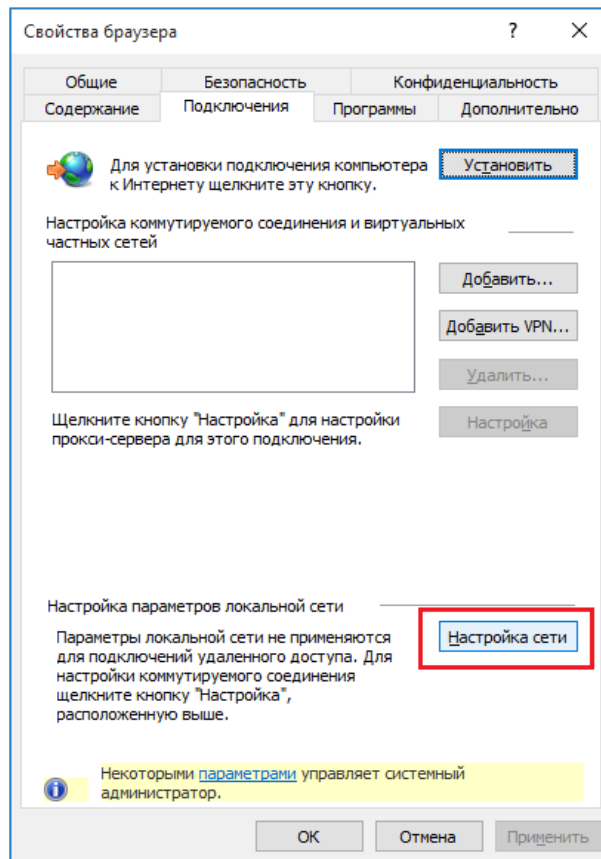 Свойства браузера
?
Общие Безопасность Конфиденциальность
Содержание Подключения Программы Дополнительно
Для установки подключения компьютера
к Интернету щелкните эту кнопку.
Установить
Настройка коммутируемого соединения и виртуальных
частных сетей
Добавить...
Добавить VPN...
Удалить...
Щелкните кнопку "Настройка" для настройки
прокси-сервера для этого подключения.
Настройка
Настройка параметров локальной сети
Параметры локальной сети не применяются
для подключений удаленного доступа. Для
настройки коммутируемого соединения
щелкните кнопку "Настройка",
расположенную выше.
Настройка сети
Некоторыми параметрами управляет системный
администратор.
ОК Отмена Применить